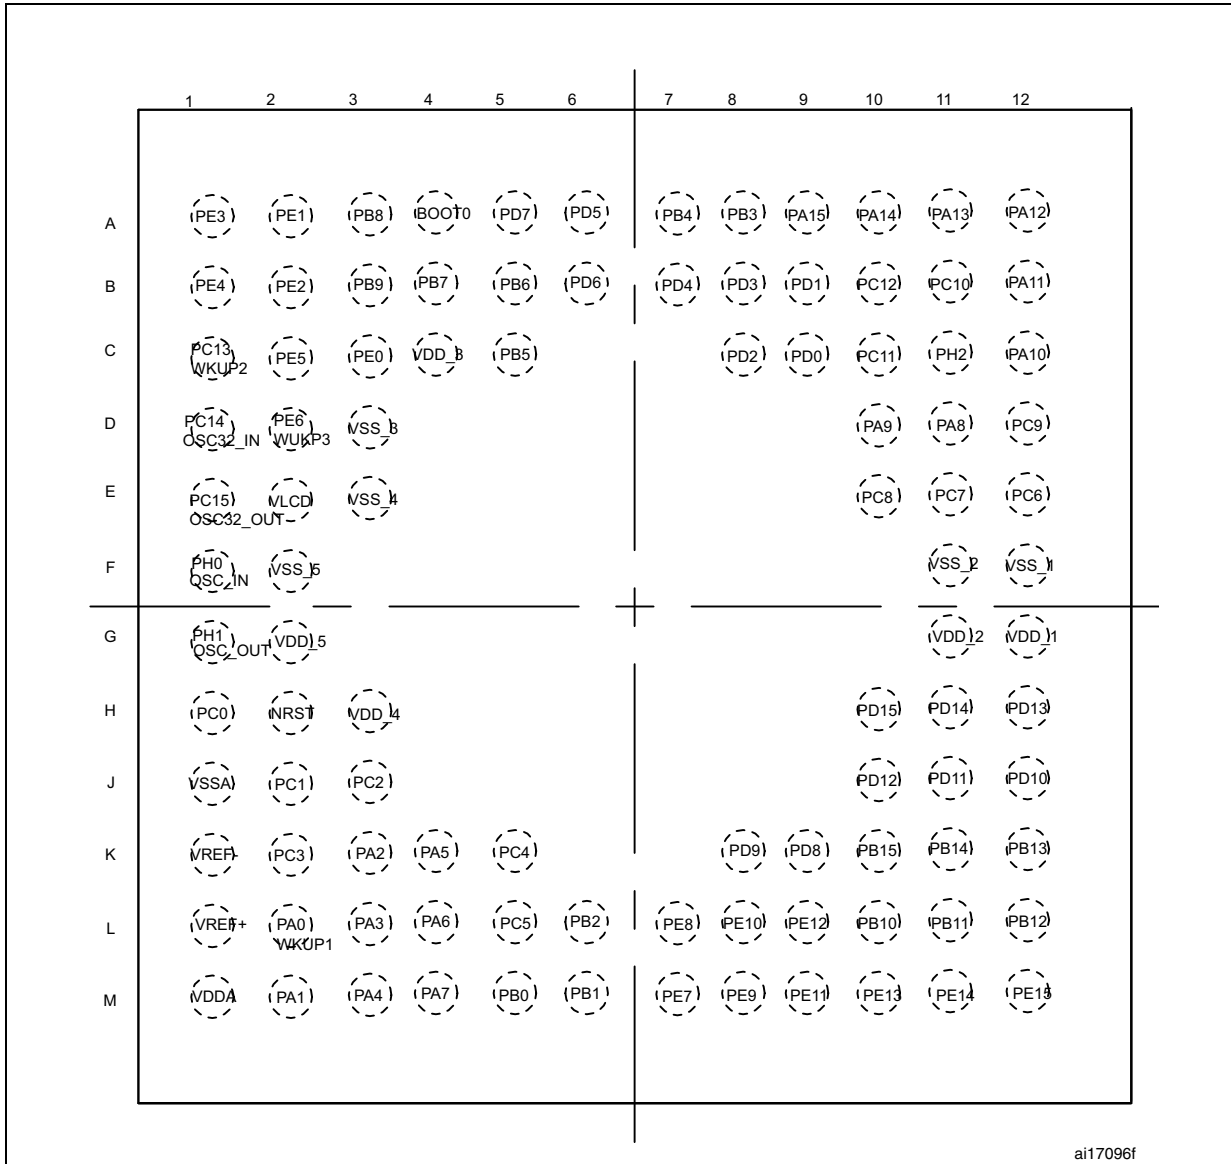 1 2 3 4 5 6 7 8 9 10 11 12
A PE3 PE1 PB8 BOOT0 PD7 PD5 PB4 PB3 PA15 PA14 PA13 PA12
B PE4 PE2 PB9 PB7 PB6 PD6 PD4 PD3 PD1 PC12 PC10 PA11
C PC13 PE5 PE0 VDD_3 PB5 PD2 PD0 PC11 PH2 PA10
WKUP2
D PC14 PE6 VSS_3 PA9 PA8 PC9
OSC32_IN WUKP3
E PC15 VLCD VSS_4 PC8 PC7 PC6
OSC32_OUT
F PH0 VSS_5 VSS_2 VSS_1
OSC_IN
G PH1 VDD_5 VDD_2 VDD_1
OSC_OUT
H PC0 NRST VDD_4 PD15 PD14 PD13
J VSSA PC1 PC2 PD12 PD11 PD10
K VREF- PC3 PA2 PA5 PC4 PD9 PD8 PB15 PB14 PB13
L VREF+ PA0 PA3 PA6 PC5 PB2 PE8 PE10 PE12 PB10 PB11 PB12
WKUP1
M VDDA PA1 PA4 PA7 PB0 PB1 PE7 PE9 PE11 PE13 PE14 PE15
ai17096f